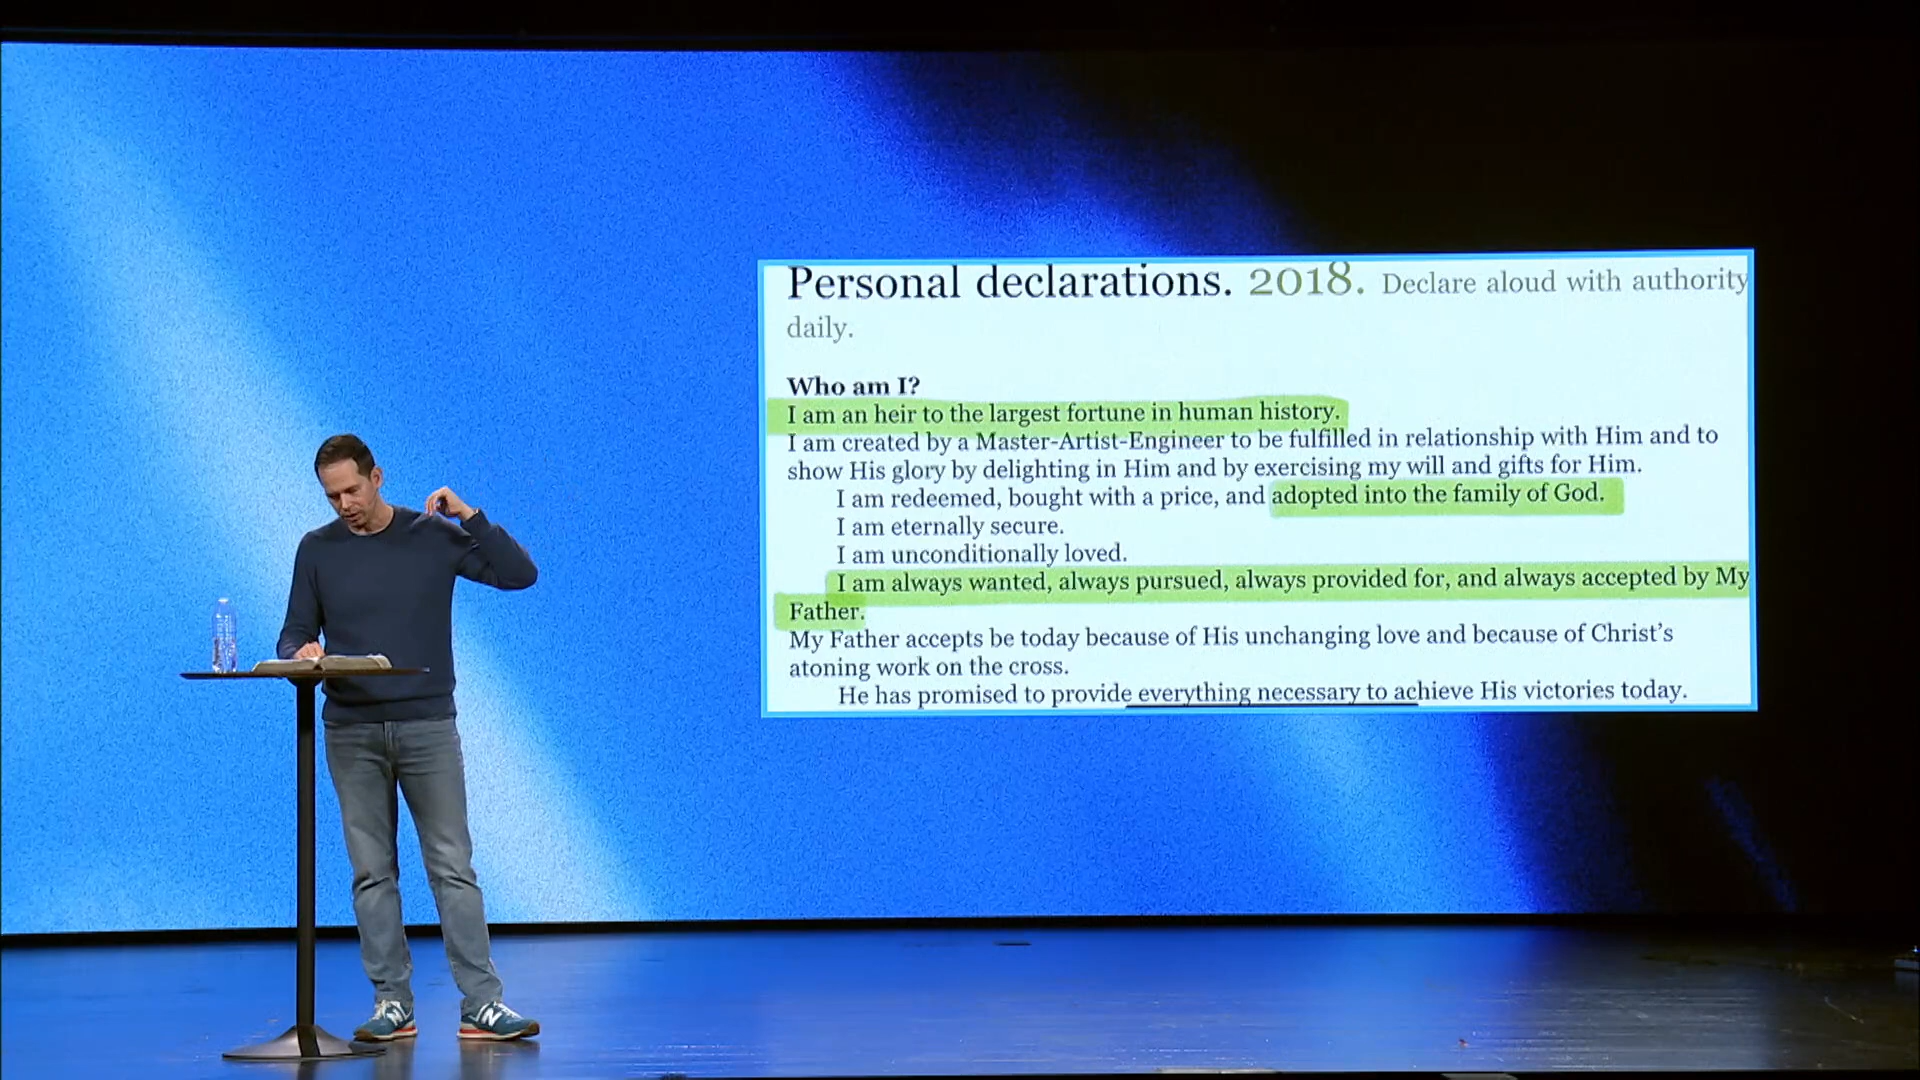 Personal declarations. 2018. Declare aloud with authority
daily.
Who am I?
I am an heir to the largest fortune in human history.
I am created by a Master-Artist-Engineer to be fulfilled in relationship with Him and to
show His glory by delighting in Him and by exercising my will and gifts for Him.
I am redeemed, bought with a price, and adopted into the family of God.
I am eternally secure.
I am unconditionally loved.
I am always wanted, always pursued, always provided for, and always accepted by My
Father.
My Father accepts be today because of His unchanging love and because of Christ's
atoning work on the cross.
He has promised to provide everything necessary to achieve His victories today.
N
N